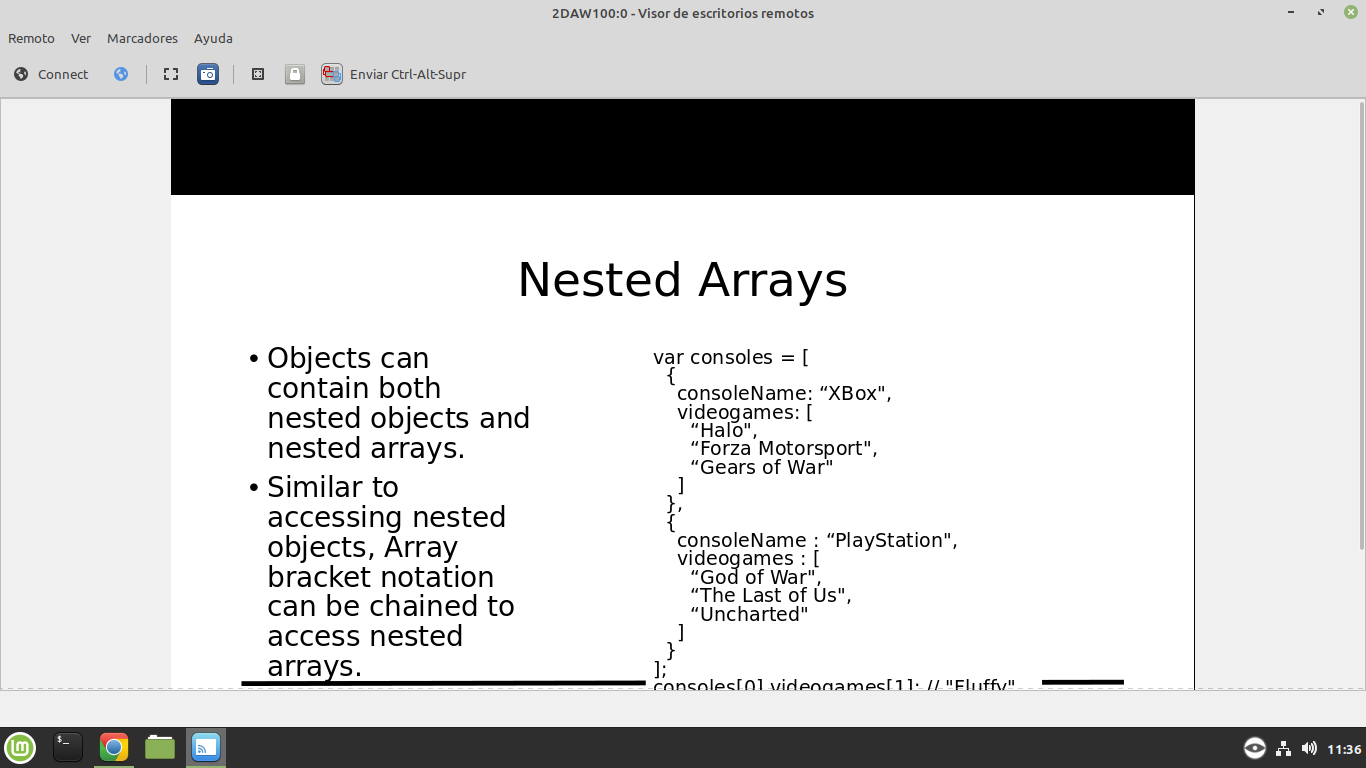 2DAW100:0 - Visor de escritorios remotos
Remoto Ver Marcadores Ayuda
Connect Enviar Ctrl-Alt-Supr
Nested Arrays
• Objects can
contain both
nested objects and
nested arrays.
• Similar to
accessing nested
objects, Array
bracket notation
can be chained to
access nested
arrays.
var consoles = [
{
consoleName: “XBox",
videogames: [
“Halo",
“Forza Motorsport",
“Gears of War"
]
},
{
consoleName : “PlayStation",
videogames : [
“God of War",
“The Last of Us",
“Uncharted"
]
}
];
consoles[0].videogames[1]; // "Fluffy"
$_
lm
11:36